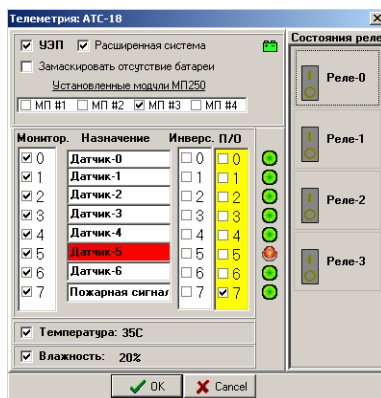 Телеметрия: АТС-18
УЗП Расширенная система
Замаскировать отсутствие батареи
Установленные модули МП250
МП #1 МП #2 МП #3 МП #4
Монитор. Назначение Инверс. П/О
0 Датчик-0 0 0
1 Датчик-1 1 1
2 Датчик-2 2 2
3 Датчик-3 3 3
4 Датчик-4 4 4
5 Датчик-5 5 5
6 Датчик-6 6 6
7 Пожарная сигнал 7 7
Температура: 35C
Влажность: 20%
OK Cancel
Состояния реле
Реле-0
Реле-1
Реле-2
Реле-3